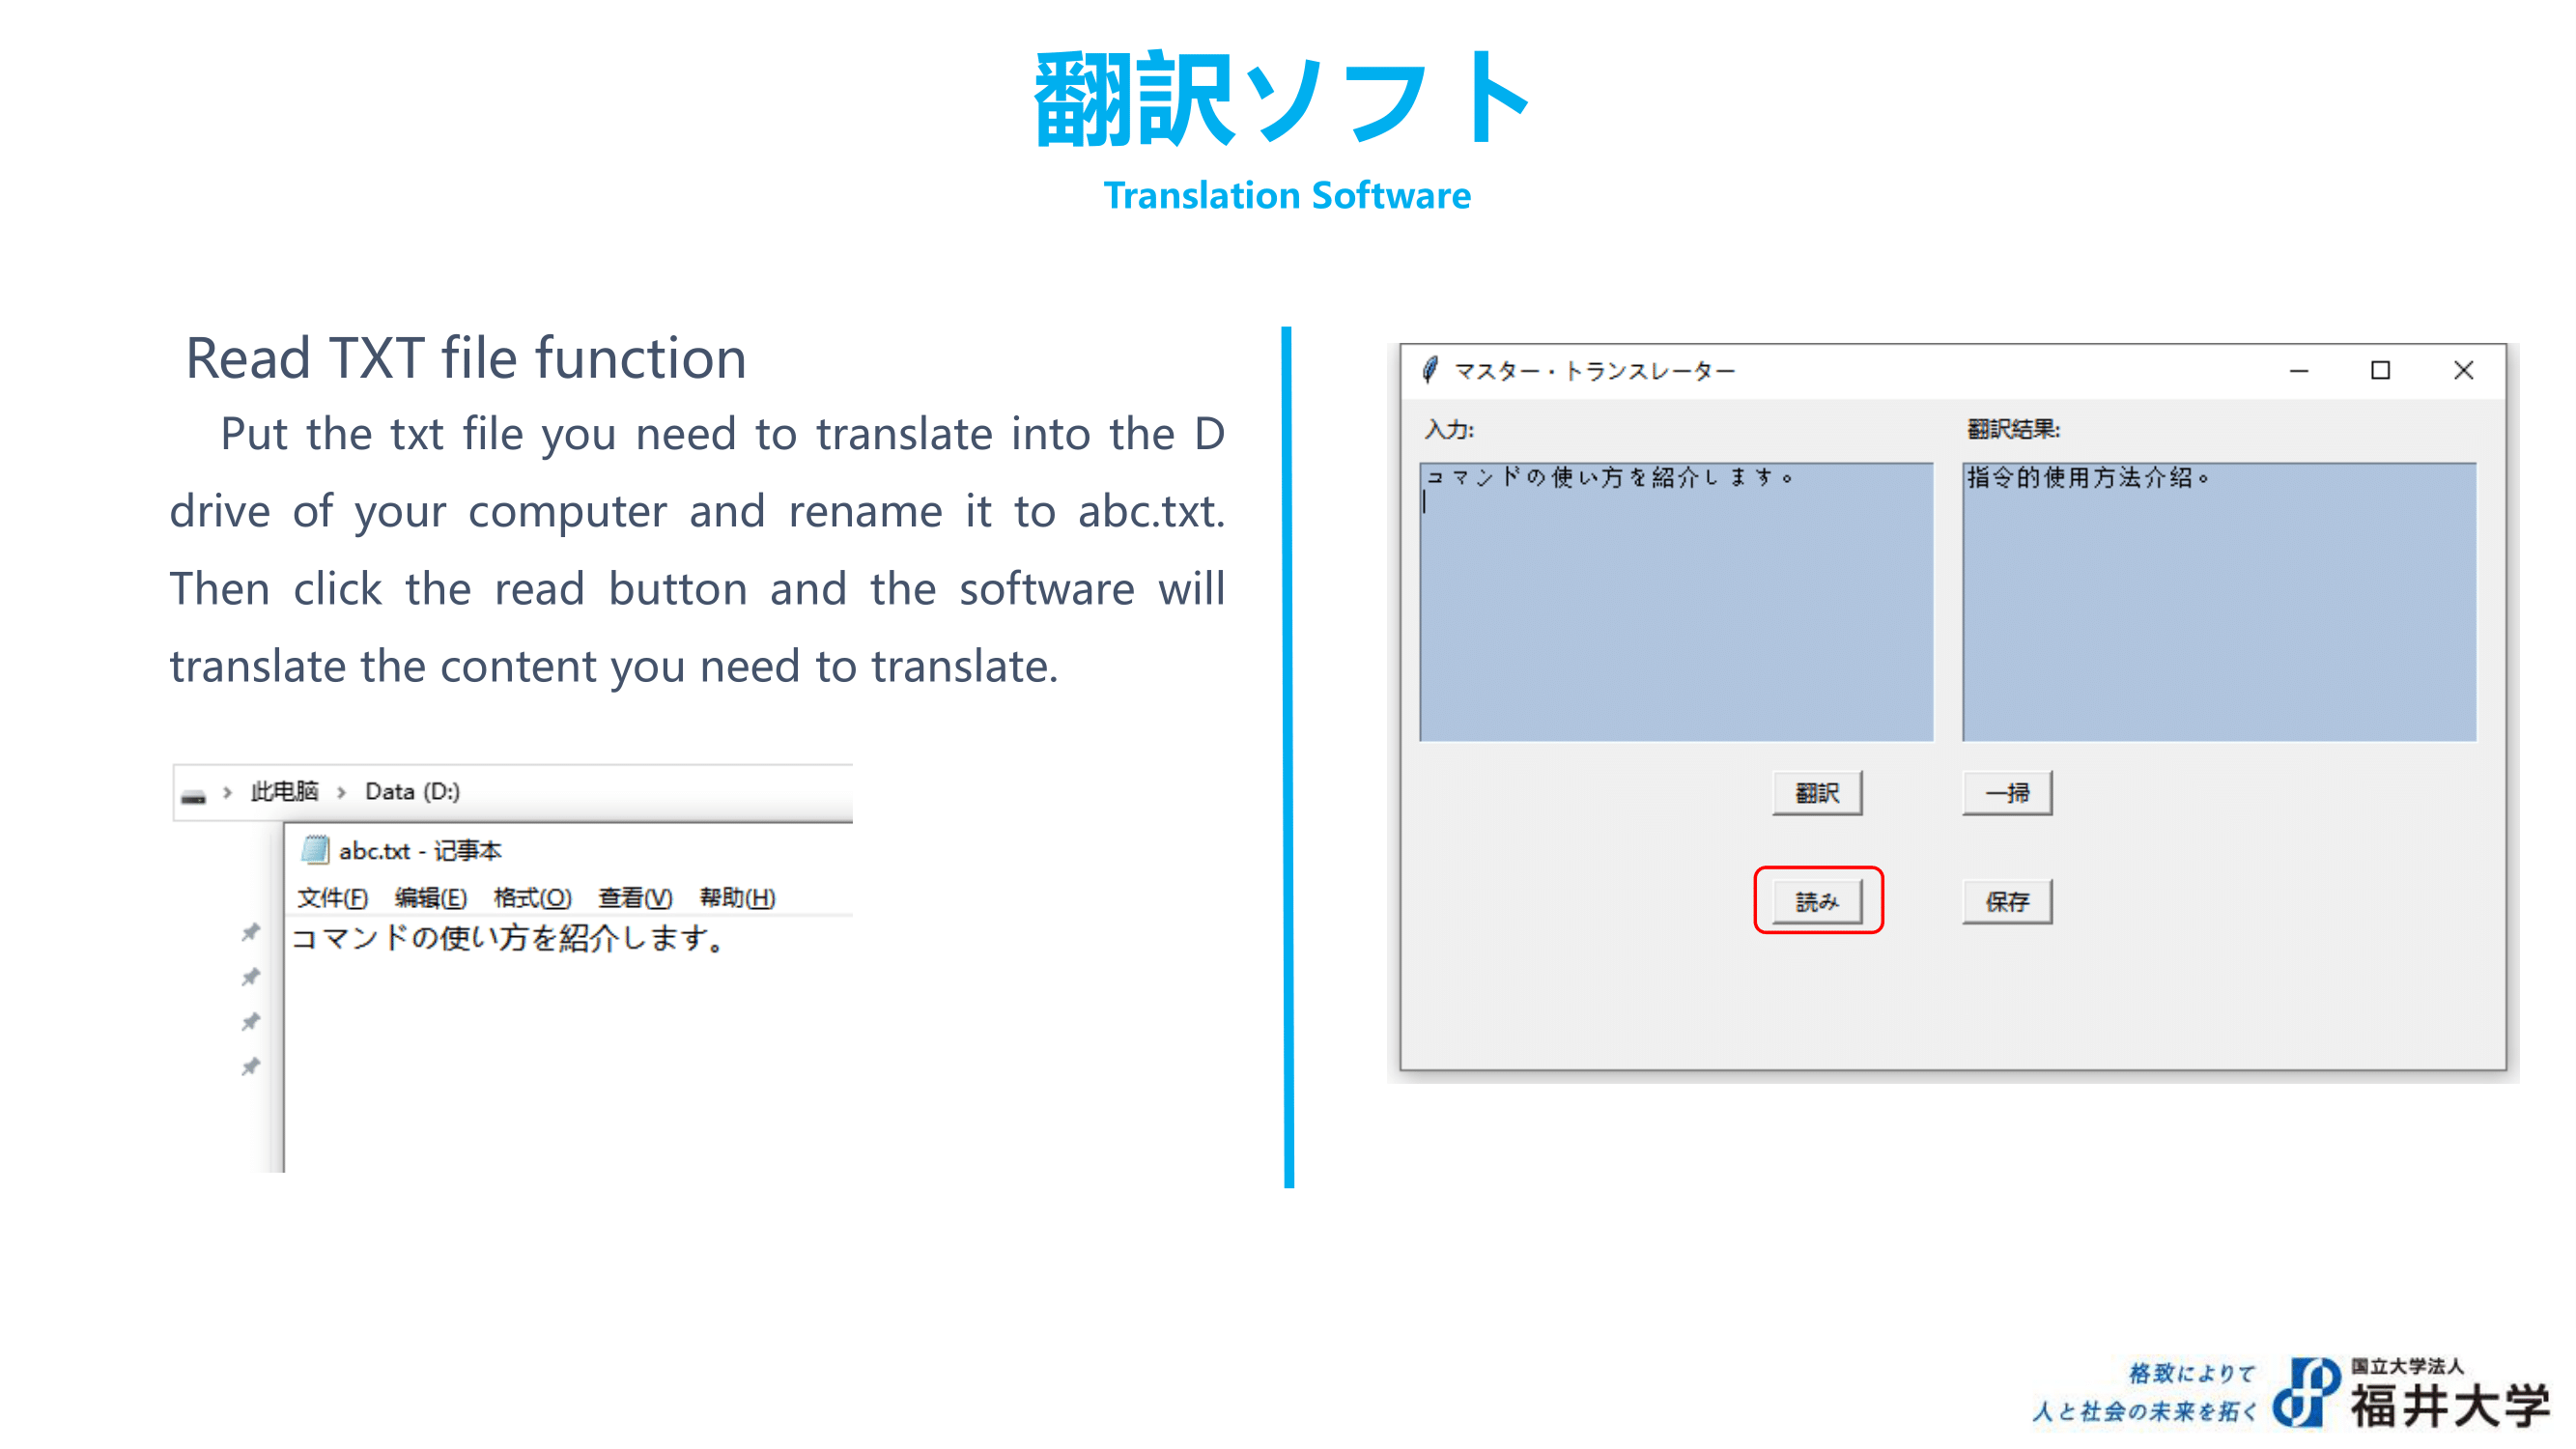 翻訳ソフト
Translation Software
Read TXT file function
Put the txt file you need to translate into the D
drive of your computer and rename it to abc.txt.
Then click the read button and the software will
translate the content you need to translate.
此电脑 Data (D:)
abc.txt - 记事本
文件(F) 编辑(E) 格式(O) 查看(V) 帮助(H)
コマンドの使い方を紹介します。
マスター・トランスレーター
入力: 翻訳結果:
コマンドの使い方を紹介します。 指令的使用方法介绍。
翻訳 一掃
読み 保存
格致によりて
人と社会の未来を拓く
国立大学法人
福井大学